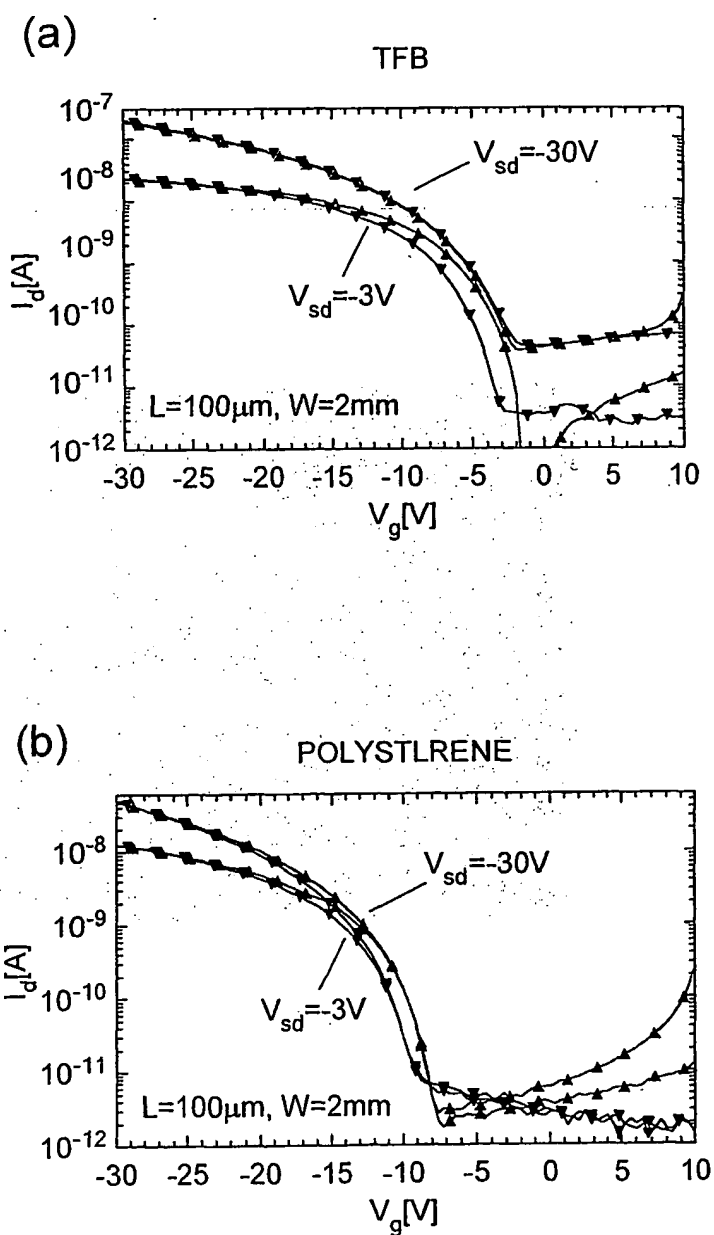 (a)
TFB
10⁻⁷
10⁻⁸
10⁻⁹
10⁻¹⁰
10⁻¹¹
10⁻¹²
I_d[A]
V_sd=-30V
V_sd=-3V
L=100μm, W=2mm
-30 -25 -20 -15 -10 -5 0 5 10
V_g[V]
(b)
POLYSTLRENE
10⁻⁸
10⁻⁹
10⁻¹⁰
10⁻¹¹
10⁻¹²
I_d[A]
V_sd=-30V
V_sd=-3V
L=100μm, W=2mm
-30 -25 -20 -15 -10 -5 0 5 10
V_g[V]